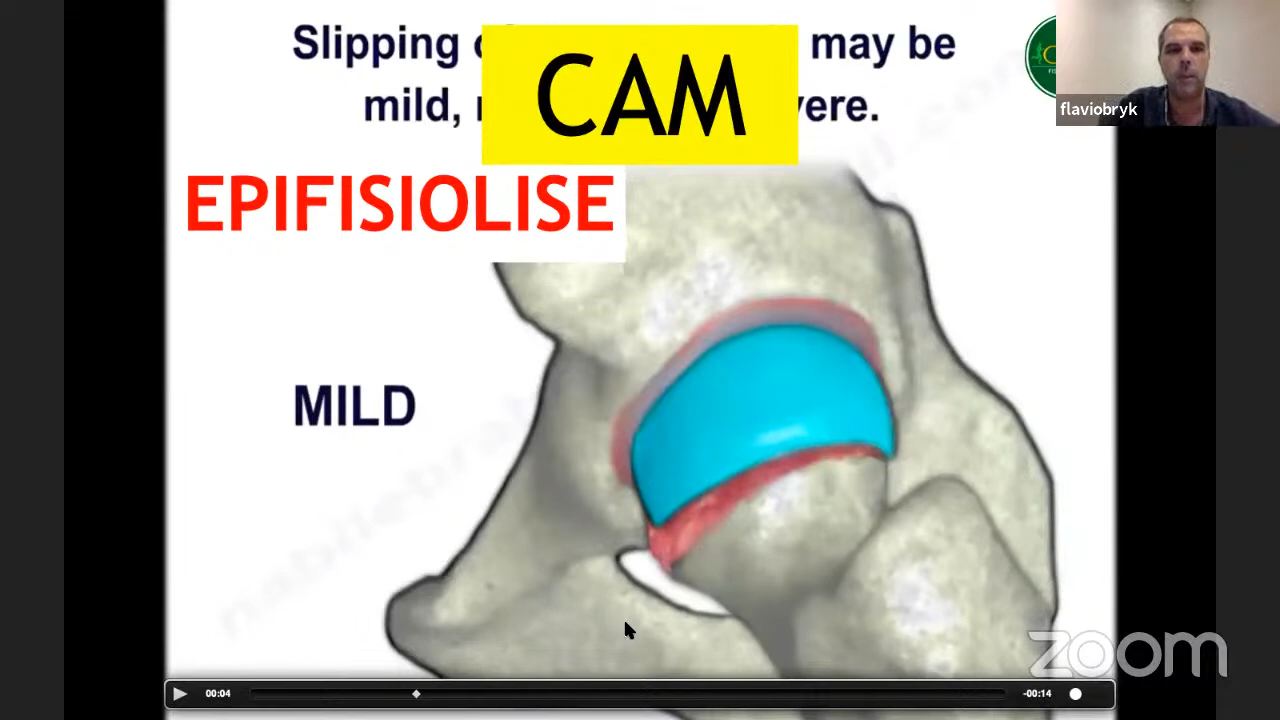 Slipping may be
CAM
mild, vere.
EPIFISIOLISE
MILD
flaviobryk
zoom
00:04
-00:14